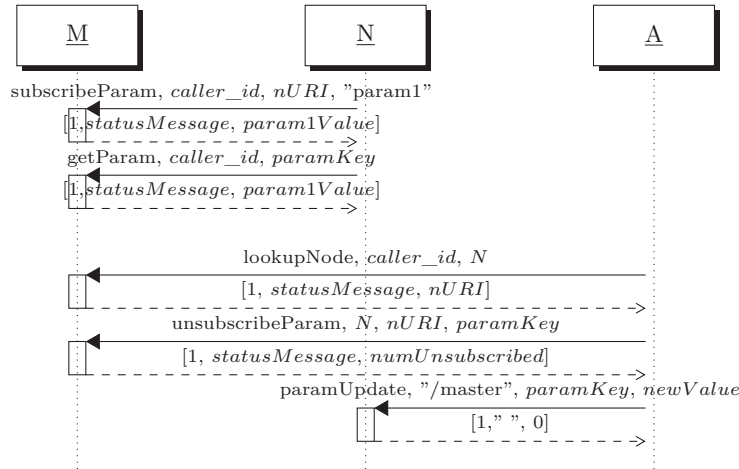 M N A
subscribeParam, caller_id, nURI, "param1"
[1,statusMessage, param1Value]
getParam, caller_id, paramKey
[1,statusMessage, param1Value]
lookupNode, caller_id, N
[1, statusMessage, nURI]
unsubscribeParam, N, nURI, paramKey
[1, statusMessage, numUnsubscribed]
paramUpdate, "/master", paramKey, newValue
[1," ", 0]